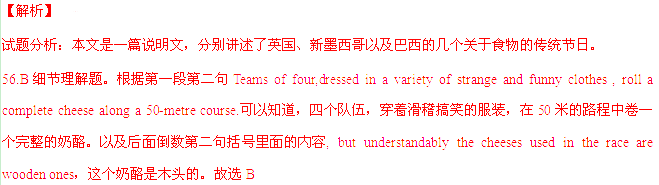 【解析】
试题分析：本文是一篇说明文，分别讲述了英国、新墨西哥以及巴西的几个关于食物的传统节日。
56.B 细节理解题。根据第一段第二句 Teams of four,dressed in a variety of strange and funny clothes , roll a
complete cheese along a 50-metre course.可以知道，四个队伍，穿着滑稽搞笑的服装，在 50 米的路程中卷一
个完整的奶酪。以及后面倒数第二句括号里面的内容, but understandably the cheeses used in the race are
wooden ones，这个奶酪是木头的。故选 B